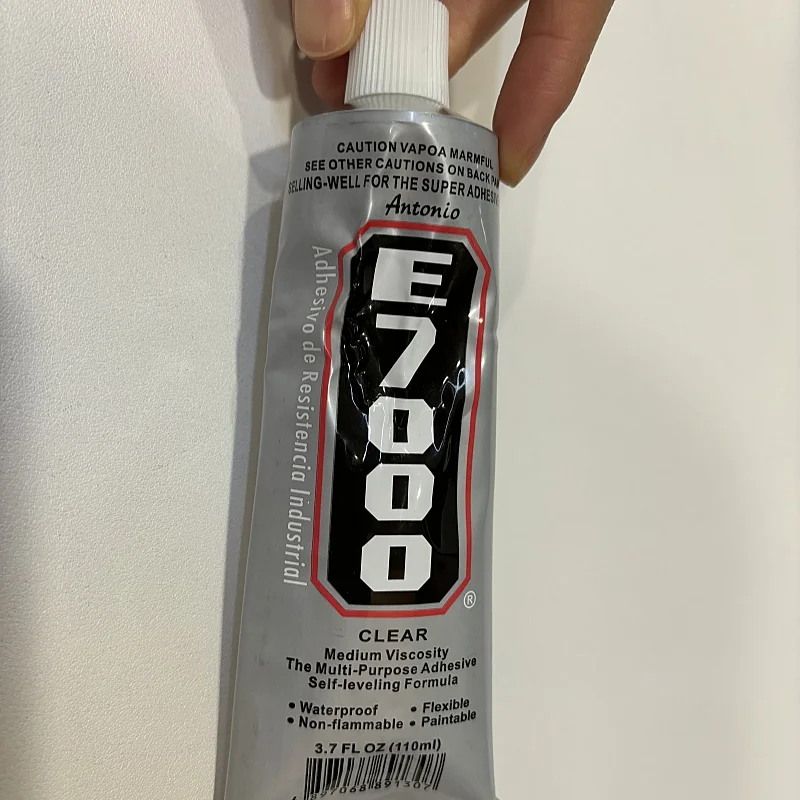 CAUTION VAPOA MARMFUL
SEE OTHER CAUTIONS ON BACK
SELLING-WELL FOR THE SUPER
Antonio
E7000
®
Adhesivo de Resistencia Industrial
CLEAR
Medium Viscosity
The Multi-Purpose Adhesive
Self-leveling Formula
• Waterproof • Flexible
• Non-flammable • Paintable
3.7 FL OZ (110ml)